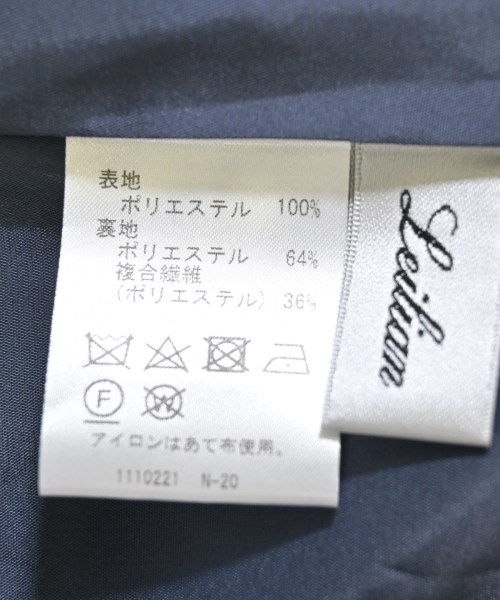 表地
ポリエステル 100%
裏地
ポリエステル 64%
複合繊維
(ポリエステル) 36%
F W
アイロンはあて布使用。
1110221 N-20
Leilian